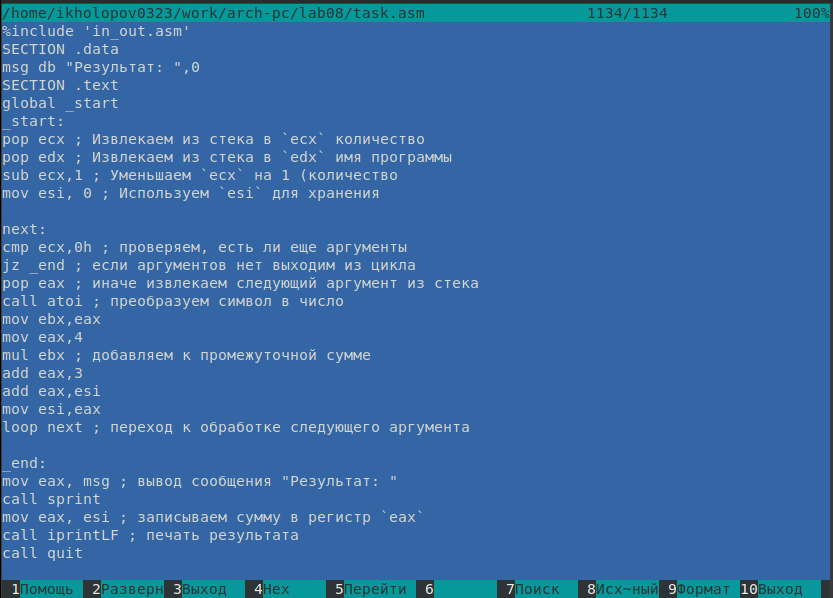 /home/ikholopov0323/work/arch-pc/lab08/task.asm 1134/1134 100%
%include 'in_out.asm'
SECTION .data
msg db "Результат: ",0
SECTION .text
global _start
_start:
pop ecx ; Извлекаем из стека в `ecx` количество
pop edx ; Извлекаем из стека в `edx` имя программы
sub ecx,1 ; Уменьшаем `ecx` на 1 (количество
mov esi, 0 ; Используем `esi` для хранения
next:
cmp ecx,0h ; проверяем, есть ли еще аргументы
jz _end ; если аргументов нет выходим из цикла
pop eax ; иначе извлекаем следующий аргумент из стека
call atoi ; преобразуем символ в число
mov ebx,eax
mov eax,4
mul ebx ; добавляем к промежуточной сумме
add eax,3
add eax,esi
mov esi,eax
loop next ; переход к обработке следующего аргумента
_end:
mov eax, msg ; вывод сообщения "Результат: "
call sprint
mov eax, esi ; записываем сумму в регистр `eax`
call iprintLF ; печать результата
call quit
1Помощь 2Разверн 3Выход 4Hex 5Перейти 6 7Поиск 8Исх~ный 9Формат 10Выход